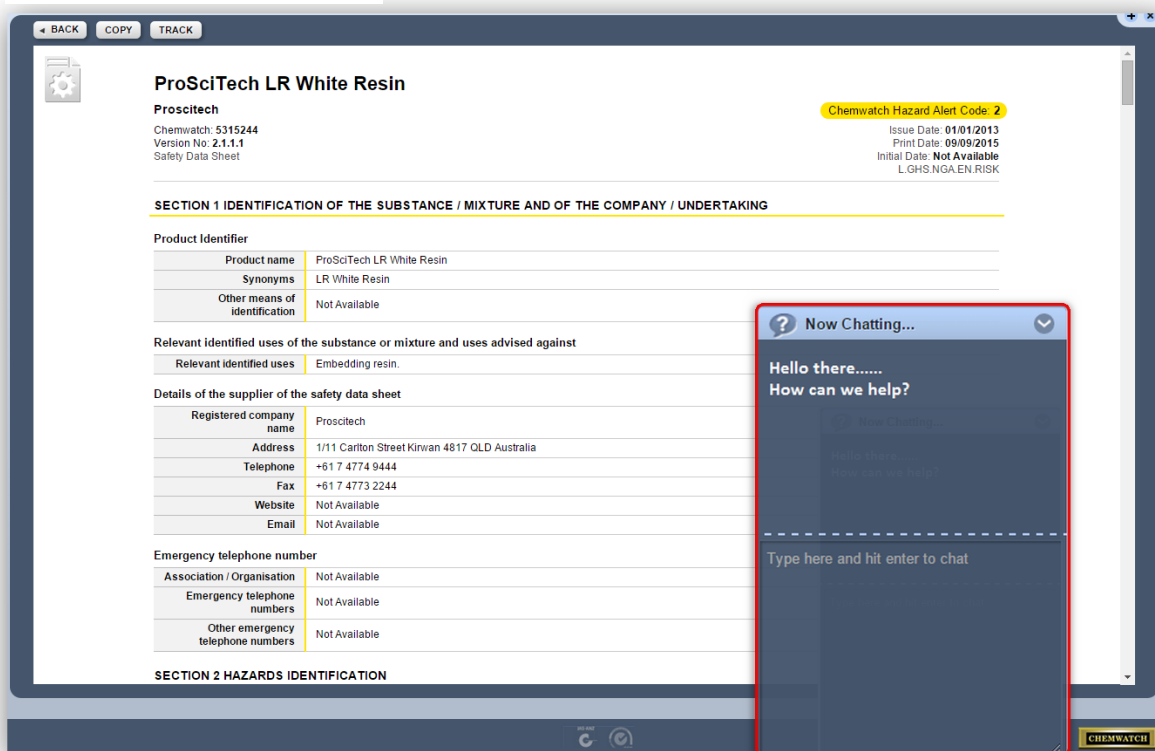 BACK COPY TRACK
ProSciTech LR White Resin
Proscitech
Chemwatch Hazard Alert Code: 2
Chemwatch: 5315244
Issue Date: 01/01/2013
Version No: 2.1.1.1
Print Date: 09/09/2015
Safety Data Sheet
Initial Date: Not Available
L.GHS.NGA.EN.RISK
SECTION 1 IDENTIFICATION OF THE SUBSTANCE / MIXTURE AND OF THE COMPANY / UNDERTAKING
Product Identifier
Product name ProSciTech LR White Resin
Synonyms LR White Resin
Other means of identification Not Available
Relevant identified uses of the substance or mixture and uses advised against
Relevant identified uses Embedding resin.
Details of the supplier of the safety data sheet
Registered company name Proscitech
Address 1/11 Carlton Street Kirwan 4817 QLD Australia
Telephone +61 7 4774 9444
Fax +61 7 4773 2244
Website Not Available
Email Not Available
Emergency telephone number
Association / Organisation Not Available
Emergency telephone numbers Not Available
Other emergency telephone numbers Not Available
SECTION 2 HAZARDS IDENTIFICATION
Now Chatting...
Hello there......
How can we help?
Now Chatting...
Hello there......
How can we help?
Type here and hit enter to chat
CHEMWATCH